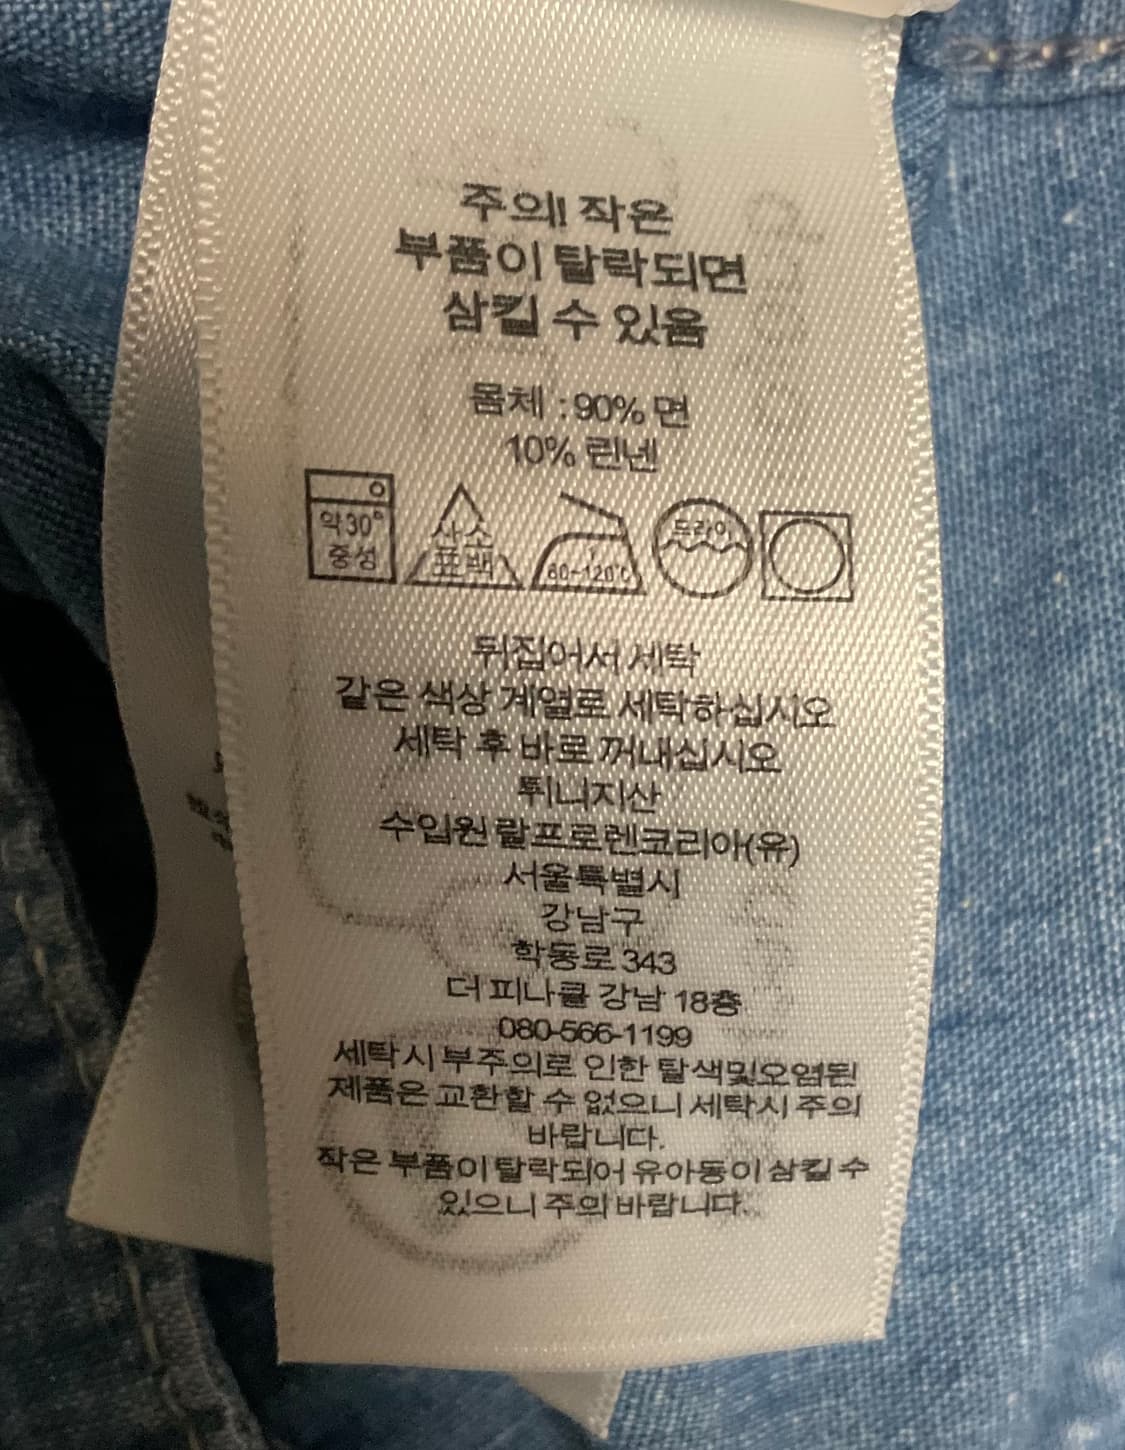 주의! 작은
부품이 탈락되면
삼킬 수 있음
몸체 : 90% 면
10% 린넨
약30°
중성
산소
표백
80~120℃
드라이
뒤집어서 세탁
같은 색상 계열로 세탁하십시오
세탁 후 바로 꺼내십시오
튀니지산
수입원 랄프로렌코리아(유)
서울특별시
강남구
학동로 343
더 피나클 강남 18층
080-566-1199
세탁시 부주의로 인한 탈색및오염된
제품은 교환할 수 없으니 세탁시 주의
바랍니다.
작은 부품이 탈락되어 유아동이 삼킬 수
있으니 주의 바랍니다.